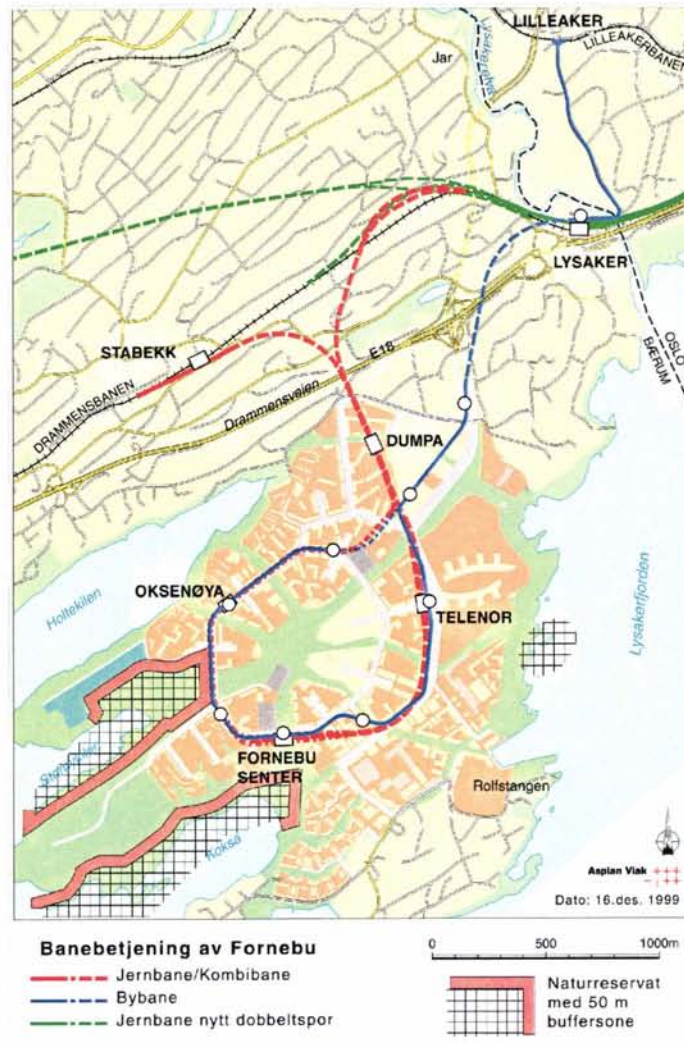 LILLEAKER
LILLEAKERBANEN
Lysakerelva
Jar
LYSAKER
STABEKK
E18
OSLO
BÆRUM
DRAMMENSBANEN
Drammensveien
DUMPA
Holtekilen
OKSENØYA
TELENOR
Lysakerfjorden
FORNEBU
SENTER
Rolfstangen
Koksa
Asplan Viak
Dato: 16.des. 1999
Banebetjening av Fornebu
Jernbane/Kombibane
Bybane
Jernbane nytt dobbeltspor
0 500 1000m
Naturreservat
med 50 m
buffersone